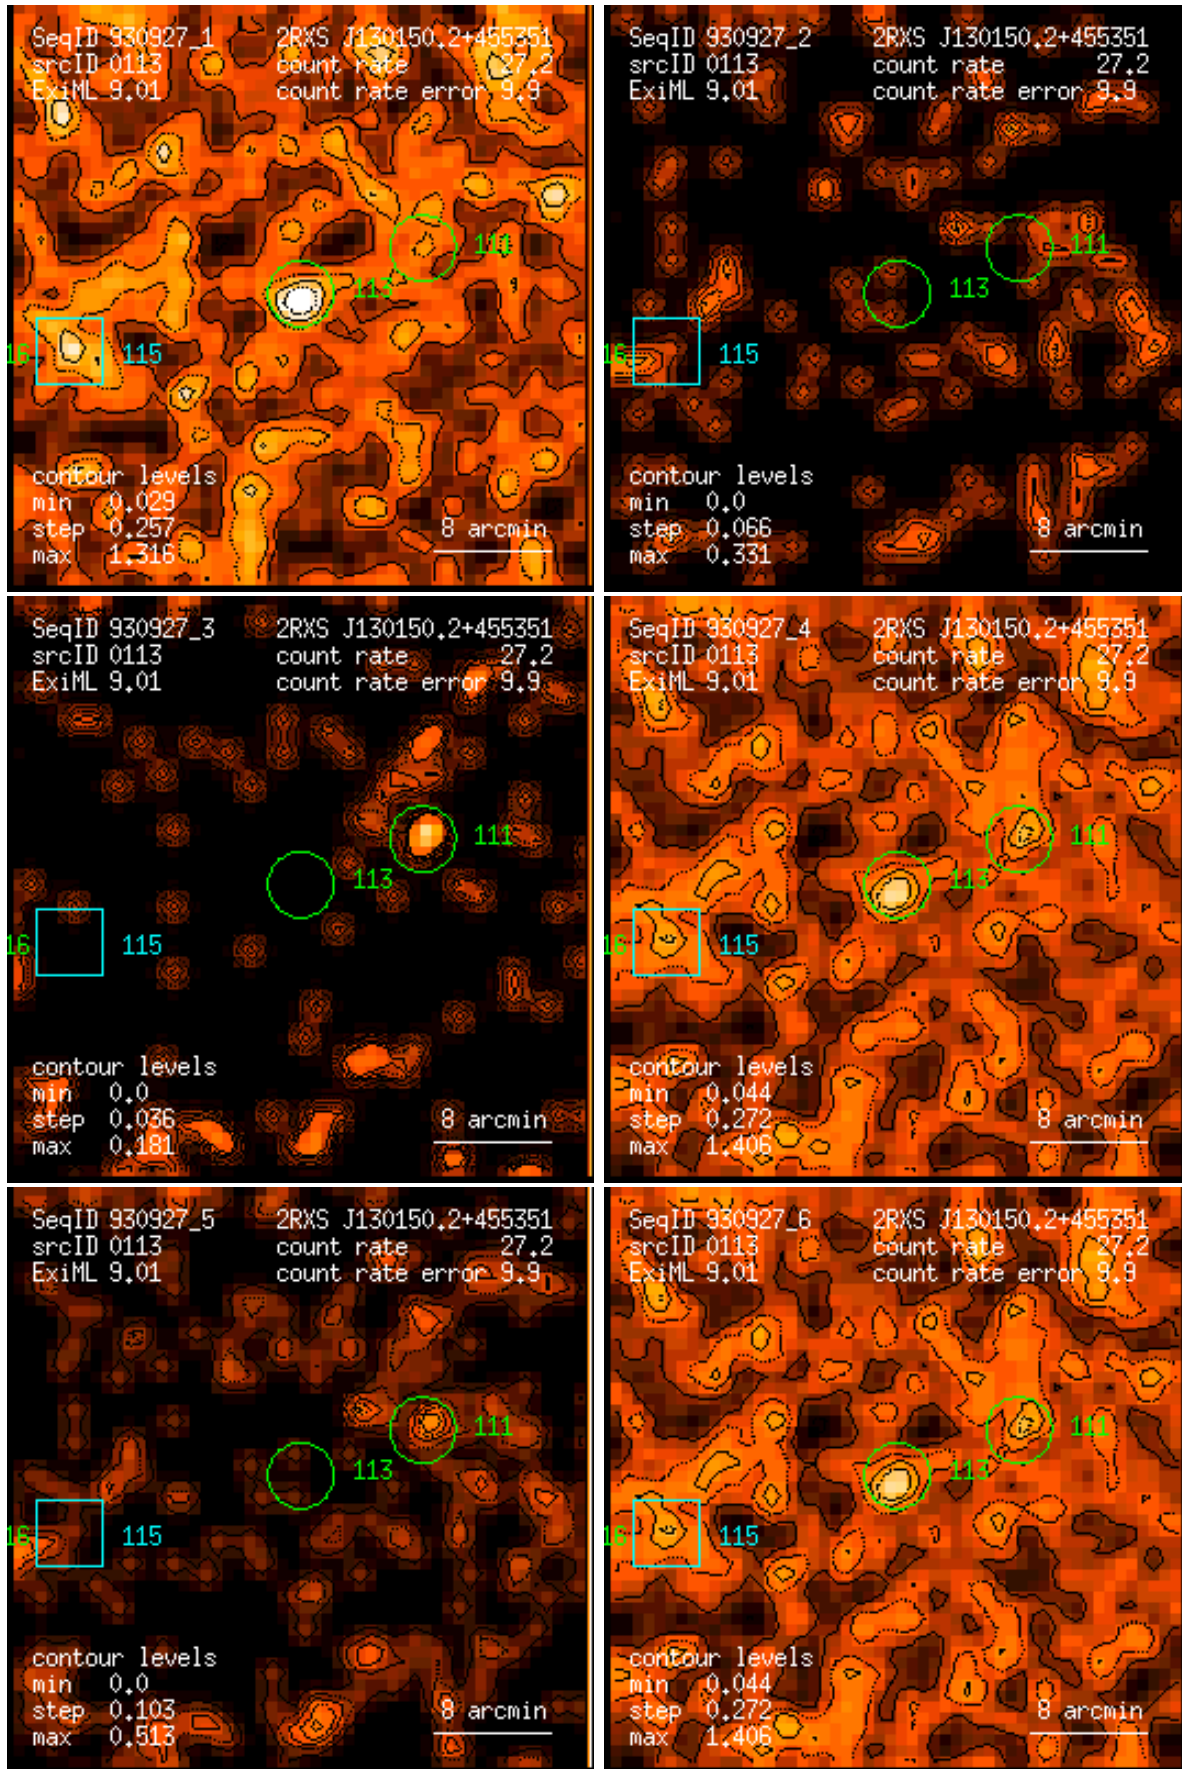 SeqID 930927_1 2RXS J130150.2+455351
srcID 0113 count rate 27.2
ExiML 9.01 count rate error 9.9
111
113
16 115
contour levels
min 0.029
step 0.257 8 arcmin
max 1.316
SeqID 930927_2 2RXS J130150.2+455351
srcID 0113 count rate 27.2
ExiML 9.01 count rate error 9.9
111
113
16 115
contour levels
min 0.0
step 0.066 8 arcmin
max 0.331
SeqID 930927_3 2RXS J130150.2+455351
srcID 0113 count rate 27.2
ExiML 9.01 count rate error 9.9
111
113
16 115
contour levels
min 0.0
step 0.036 8 arcmin
max 0.181
SeqID 930927_4 2RXS J130150.2+455351
srcID 0113 count rate 27.2
ExiML 9.01 count rate error 9.9
111
113
16 115
contour levels
min 0.044
step 0.272 8 arcmin
max 1.406
SeqID 930927_5 2RXS J130150.2+455351
srcID 0113 count rate 27.2
ExiML 9.01 count rate error 9.9
111
113
16 115
contour levels
min 0.0
step 0.103 8 arcmin
max 0.513
SeqID 930927_6 2RXS J130150.2+455351
srcID 0113 count rate 27.2
ExiML 9.01 count rate error 9.9
111
113
16 115
contour levels
min 0.044
step 0.272 8 arcmin
max 1.406